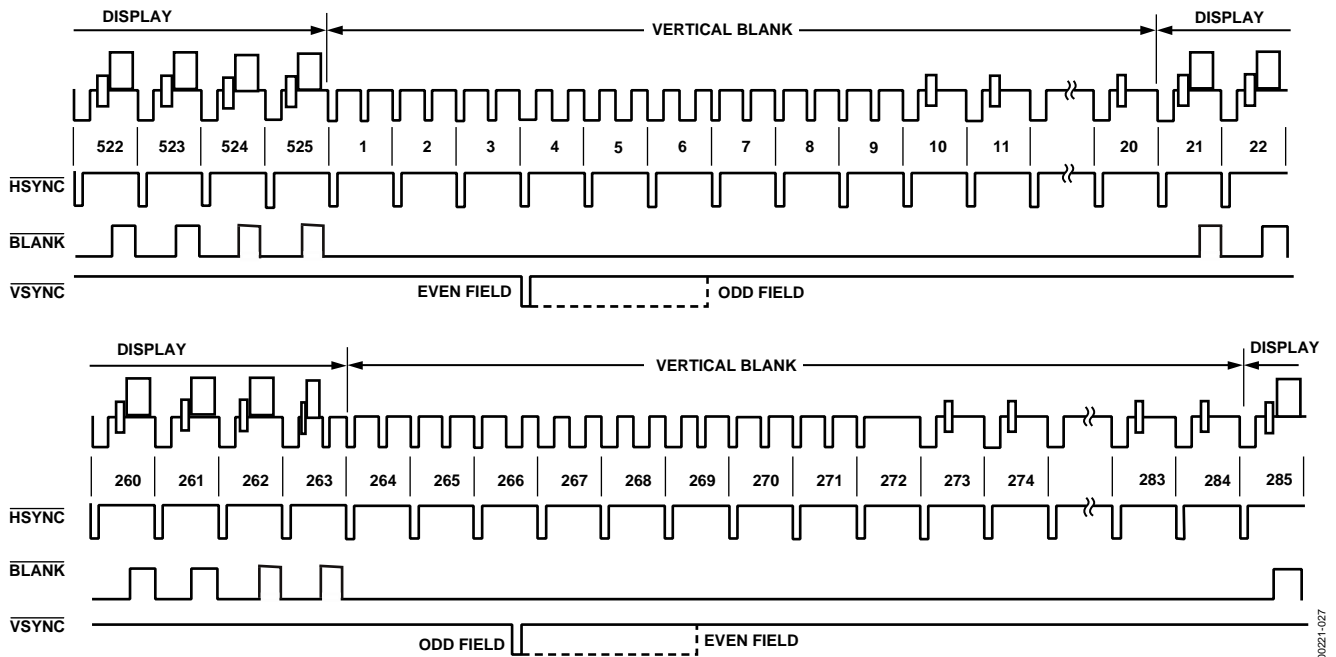 DISPLAY VERTICAL BLANK DISPLAY
522 523 524 525 1 2 3 4 5 6 7 8 9 10 11 20 21 22
HSYNC
BLANK
VSYNC EVEN FIELD ODD FIELD
DISPLAY VERTICAL BLANK DISPLAY
260 261 262 263 264 265 266 267 268 269 270 271 272 273 274 283 284 285
HSYNC
BLANK
VSYNC ODD FIELD EVEN FIELD
00221-027